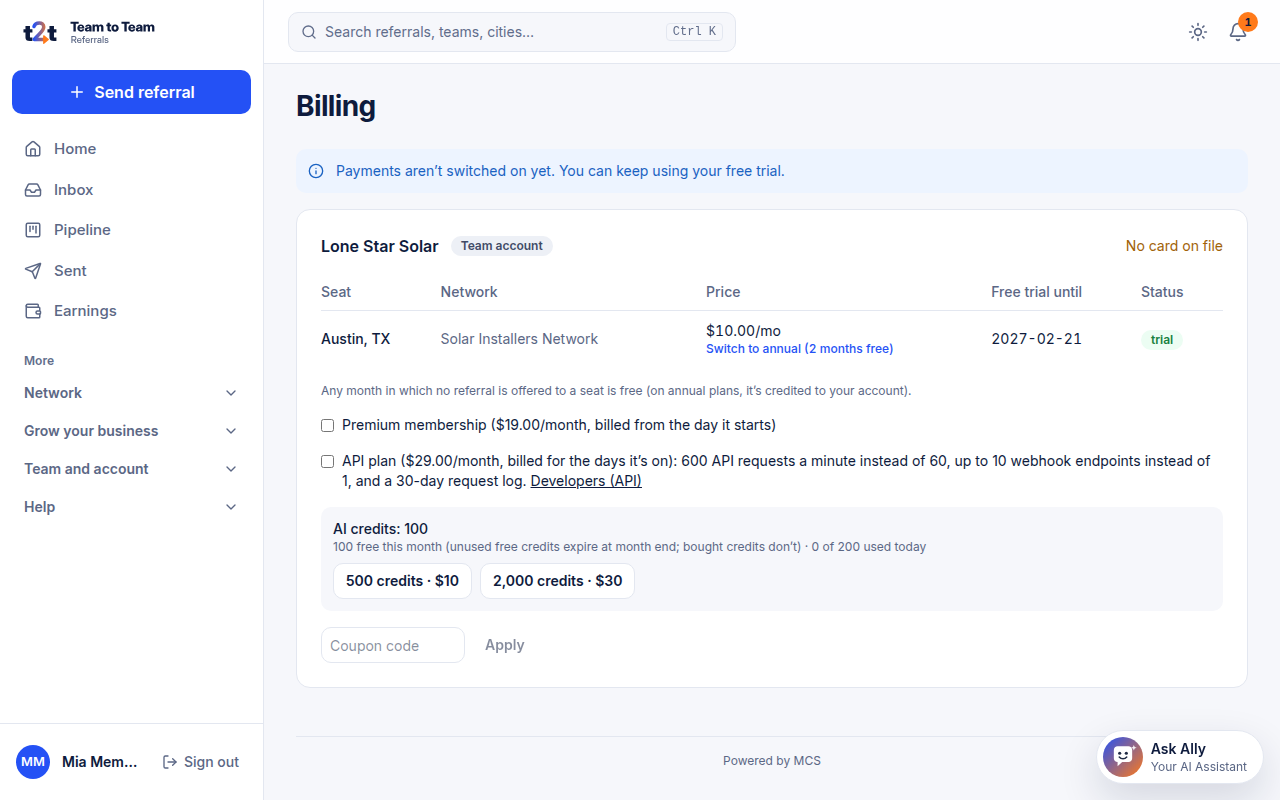 t2t Team to Team
Referrals
Search referrals, teams, cities...
Ctrl K
1
Send referral
Home
Inbox
Pipeline
Sent
Earnings
More
Network
Grow your business
Team and account
Help
MM Mia Mem... Sign out
Billing
Payments aren’t switched on yet. You can keep using your free trial.
Lone Star Solar Team account No card on file
Seat Network Price Free trial until Status
Austin, TX Solar Installers Network $10.00/mo 2027-02-21 trial
Switch to annual (2 months free)
Any month in which no referral is offered to a seat is free (on annual plans, it’s credited to your account).
Premium membership ($19.00/month, billed from the day it starts)
API plan ($29.00/month, billed for the days it’s on): 600 API requests a minute instead of 60, up to 10 webhook endpoints instead of
1, and a 30-day request log. Developers (API)
AI credits: 100
100 free this month (unused free credits expire at month end; bought credits don’t) · 0 of 200 used today
500 credits · $10 2,000 credits · $30
Coupon code Apply
Powered by MCS
Ask Ally
Your AI Assistant